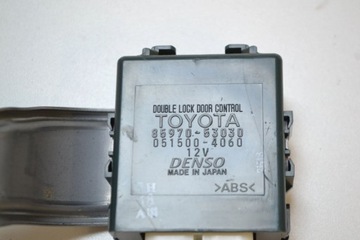 DOUBLE LOCK DOOR CONTROL
TOYOTA
85970-53030
051500-4060
12V
DENSO
MADE IN JAPAN
>ABS<